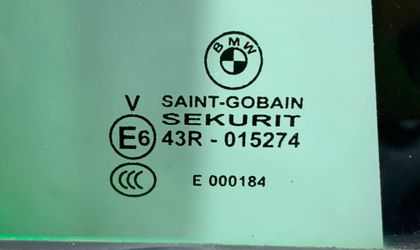 BMW
V SAINT-GOBAIN
SEKURIT
E6 43R - 015274
CCC E 000184